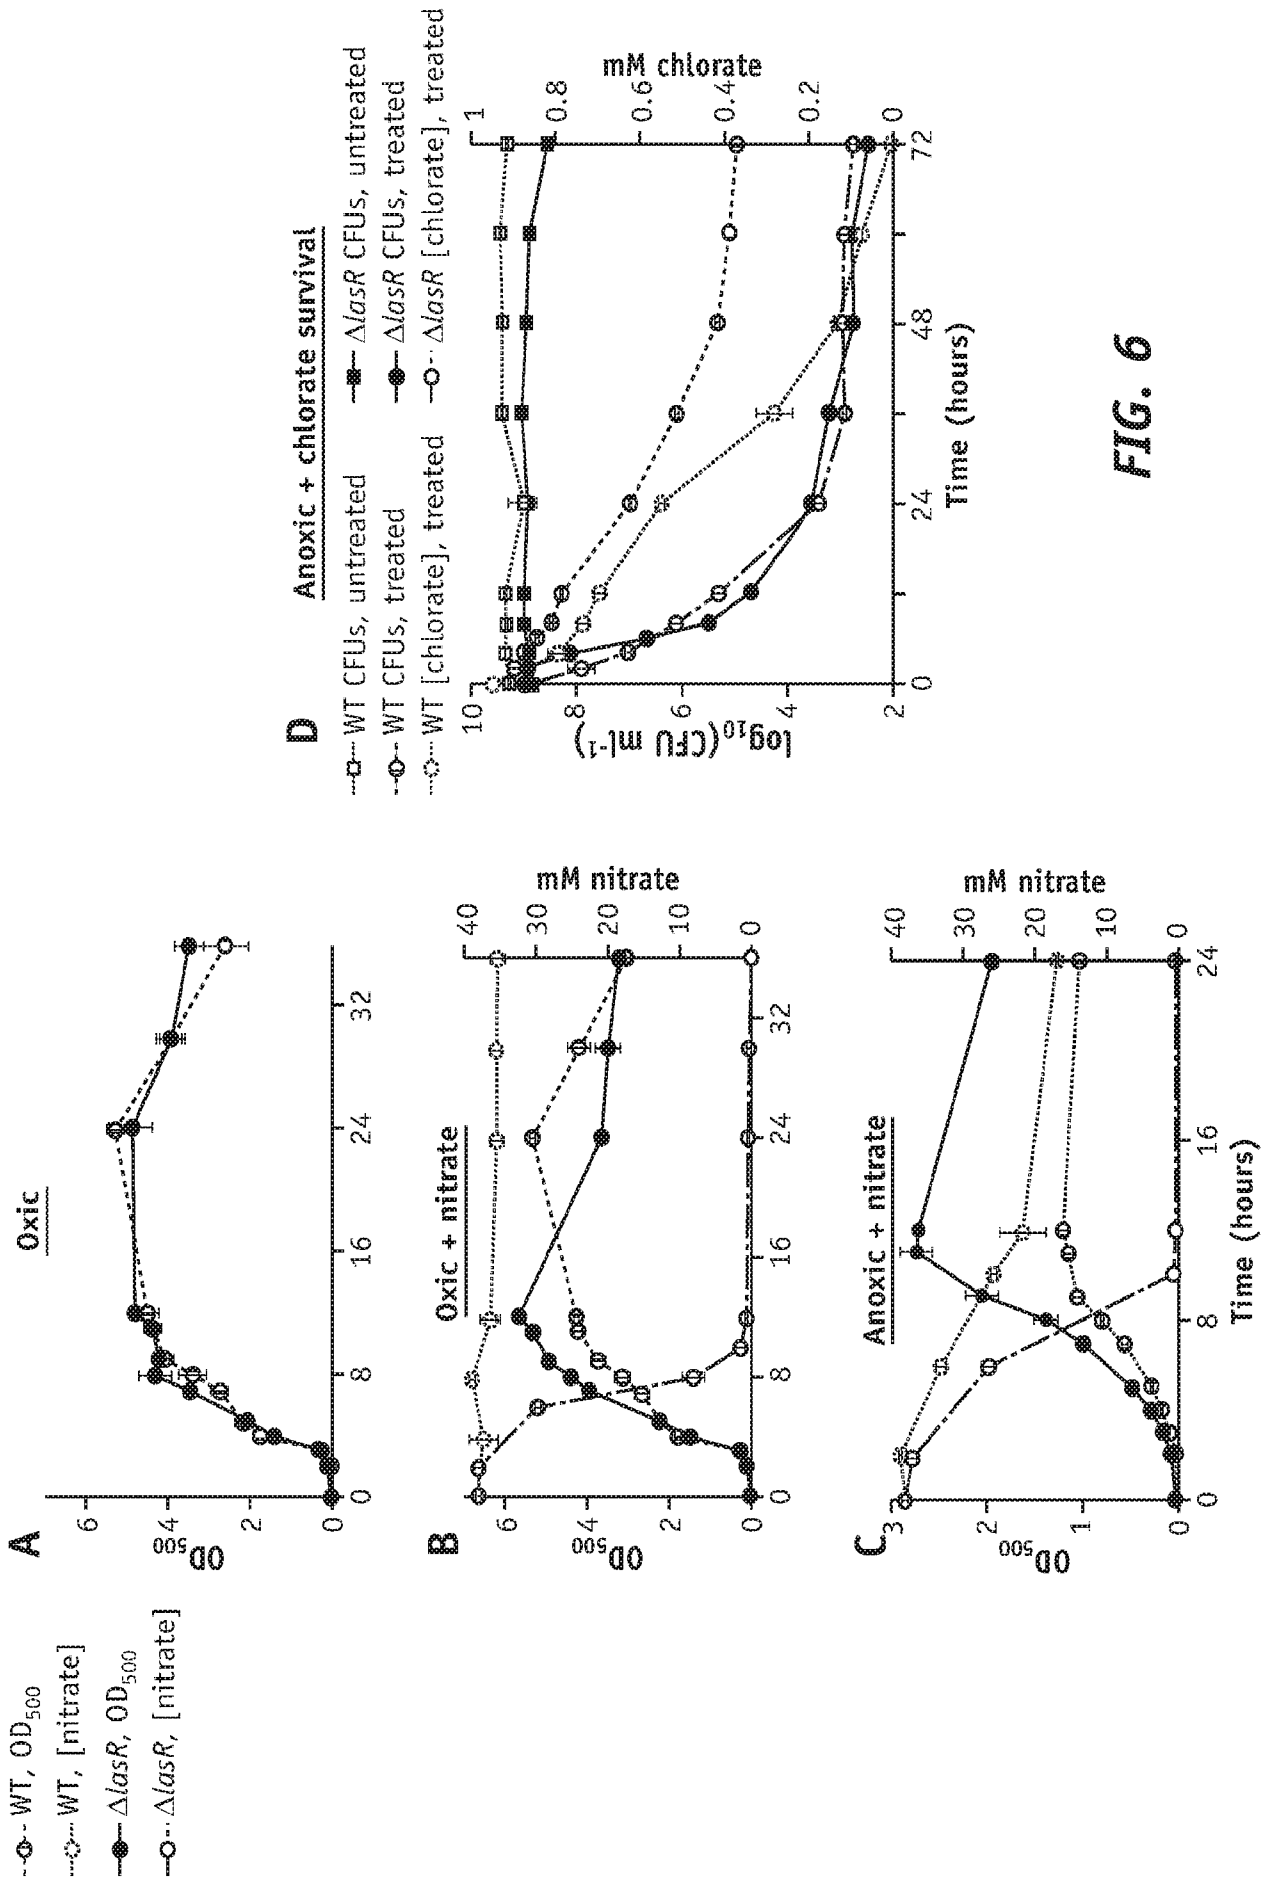 WT, OD500
WT, [nitrate]
ΔlasR, OD500
ΔlasR, [nitrate]
A
Oxic
OD500
6
4
2
0
0 8 16 24 32
B
Oxic + nitrate
OD500
6
4
2
0
mM nitrate
40
30
20
10
0
0 8 16 24 32
C
Anoxic + nitrate
OD500
3
2
1
0
mM nitrate
40
30
20
10
0
0 8 16 24
Time (hours)
D
Anoxic + chlorate survival
WT CFUs, untreated
ΔlasR CFUs, untreated
WT CFUs, treated
ΔlasR CFUs, treated
WT [chlorate], treated
ΔlasR [chlorate], treated
log10(CFU ml-1)
10
8
6
4
2
mM chlorate
1
0.8
0.6
0.4
0.2
0
0 24 48 72
Time (hours)
FIG. 6